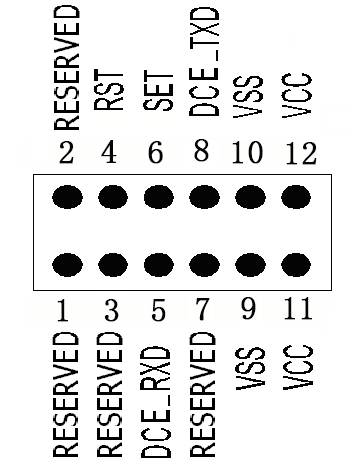 RESERVED RST SET DCE_TXD VSS VCC
2 4 6 8 10 12
1 3 5 7 9 11
RESERVED RESERVED DCE_RXD RESERVED VSS VCC